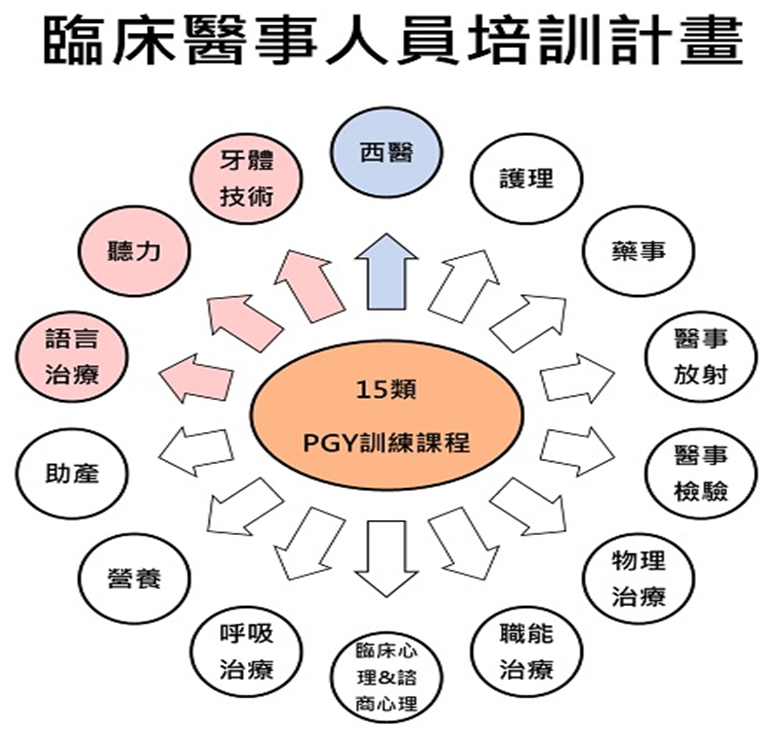 臨床醫事人員培訓計畫
西醫
護理
藥事
醫事
放射
醫事
檢驗
物理
治療
職能
治療
臨床心
理&諮
商心理
呼吸
治療
營養
助產
語言
治療
聽力
牙體
技術
15類
PGY訓練課程